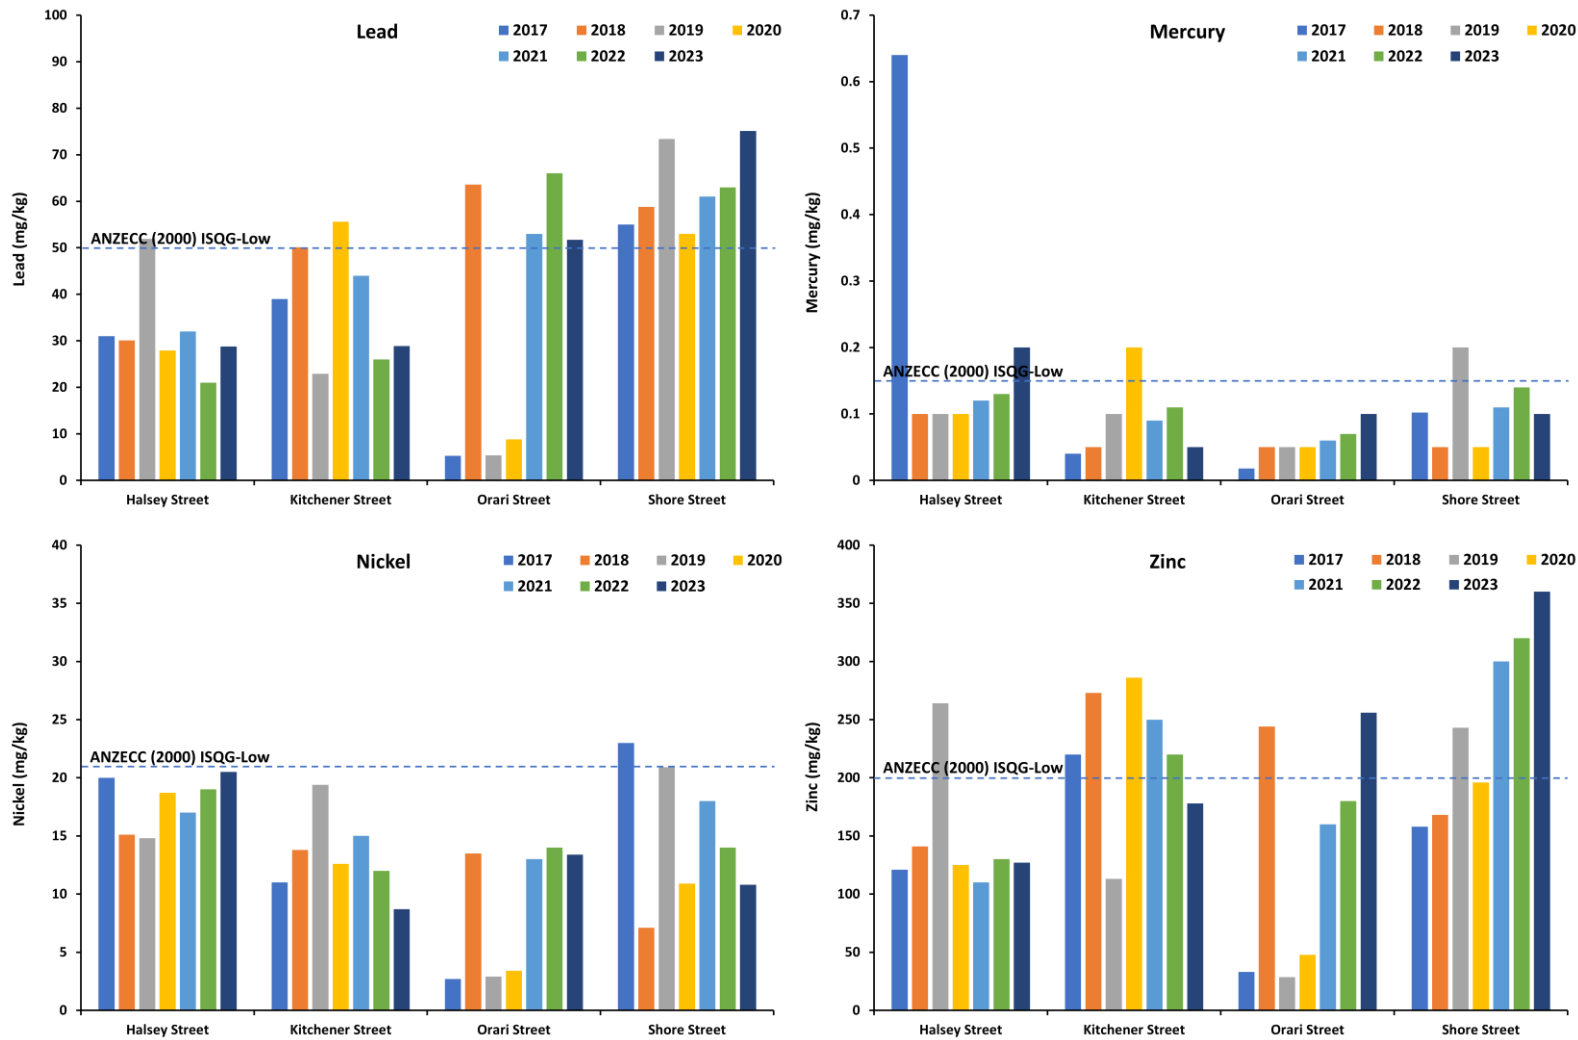 Lead
2017 2018 2019 2020
2021 2022 2023
100
90
80
70
60
50
40
30
20
10
0
Lead (mg/kg)
ANZECC (2000) ISQG-Low
Halsey Street Kitchener Street Orari Street Shore Street
Mercury
2017 2018 2019 2020
2021 2022 2023
0.7
0.6
0.5
0.4
0.3
0.2
0.1
0
Mercury (mg/kg)
ANZECC (2000) ISQG-Low
Halsey Street Kitchener Street Orari Street Shore Street
Nickel
2017 2018 2019 2020
2021 2022 2023
40
35
30
25
20
15
10
5
0
Nickel (mg/kg)
ANZECC (2000) ISQG-Low
Halsey Street Kitchener Street Orari Street Shore Street
Zinc
2017 2018 2019 2020
2021 2022 2023
400
350
300
250
200
150
100
50
0
Zinc (mg/kg)
ANZECC (2000) ISQG-Low
Halsey Street Kitchener Street Orari Street Shore Street